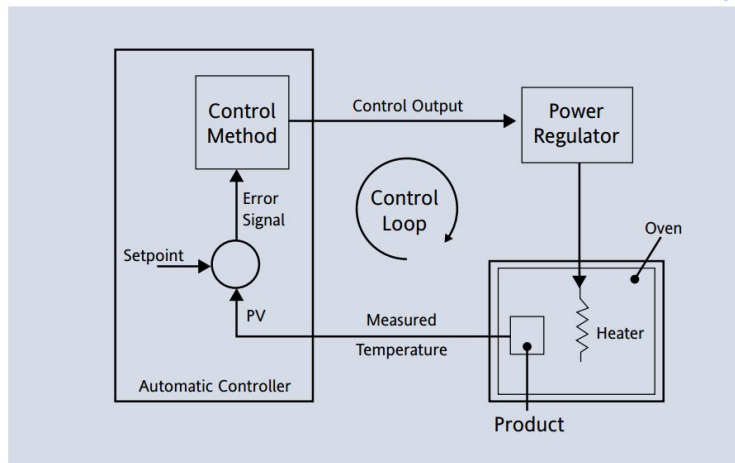 Control
Method
Control Output
Power
Regulator
Error
Signal
Control
Loop
Oven
Setpoint
PV
Measured
Temperature
Heater
Automatic Controller
Product